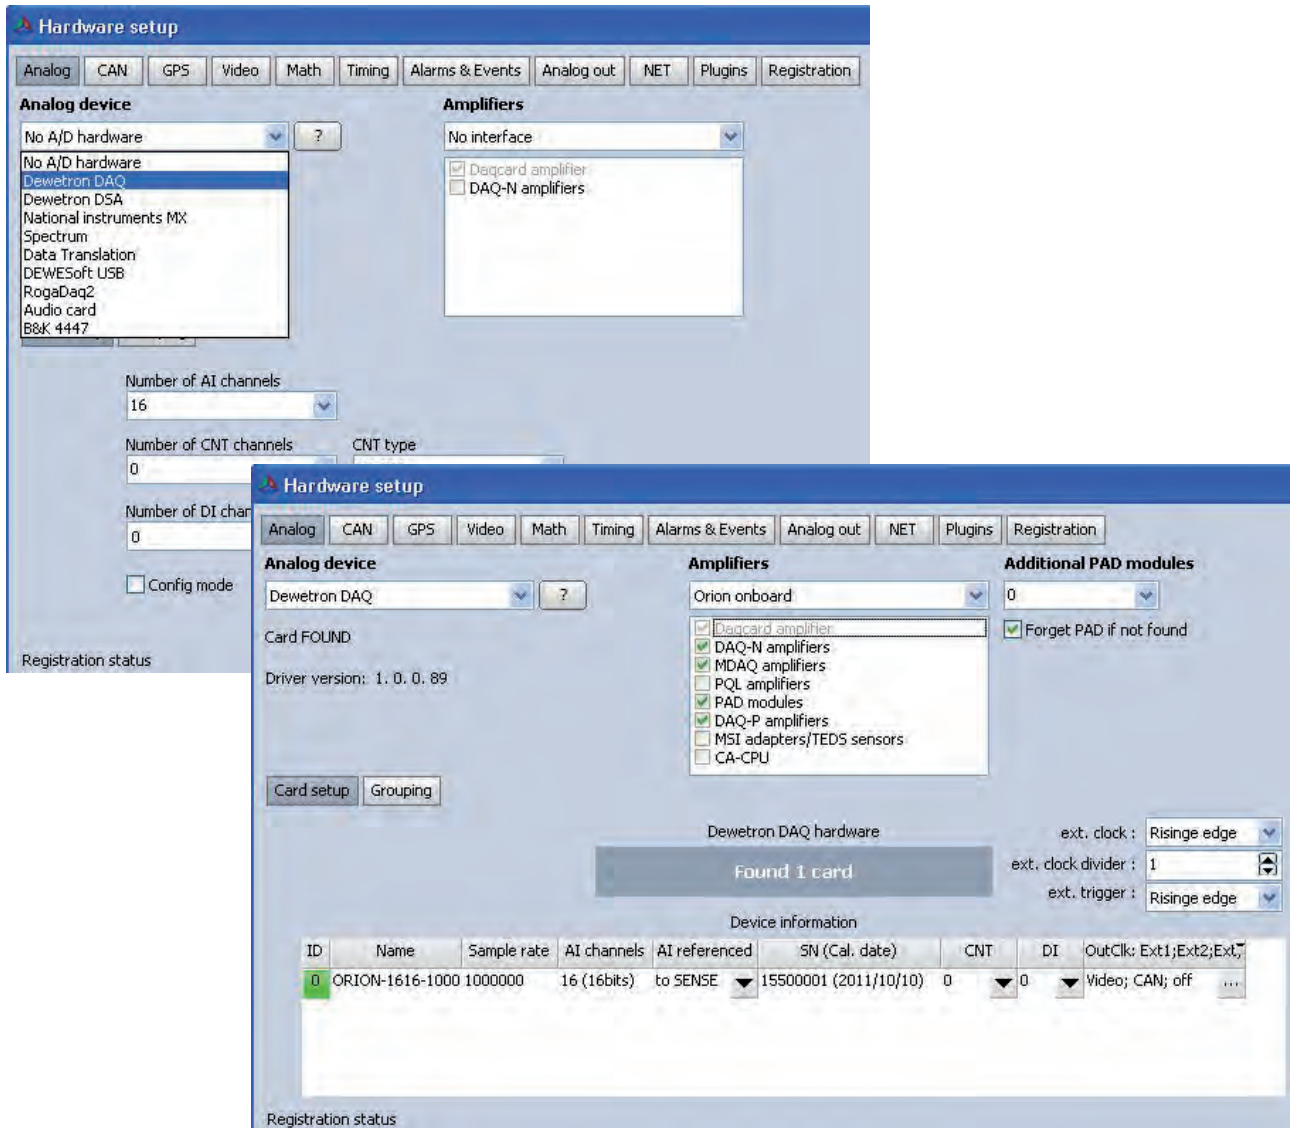 Hardware setup
Analog CAN GPS Video Math Timing Alarms & Events Analog out NET Plugins Registration
Analog device Amplifiers
No A/D hardware ? No interface
No A/D hardware Daqcard amplifier
Dewetron DAQ DAQ-N amplifiers
Dewetron DSA
National instruments MX
Spectrum
Data Translation
DEWESoft USB
RogaDaq2
Audio card
B&K 4447
Number of AI channels
16
Number of CNT channels CNT type
0
Number of DI char
0
Config mode
Registration status
Hardware setup
Analog CAN GPS Video Math Timing Alarms & Events Analog out NET Plugins Registration
Analog device Amplifiers Additional PAD modules
Dewetron DAQ ? Orion onboard 0
Card FOUND Daqcard amplifier Forget PAD if not found
DAQ-N amplifiers
MDAQ amplifiers
Driver version: 1. 0. 0. 89 PQL amplifiers
PAD modules
DAQ-P amplifiers
MSI adapters/TEDS sensors
CA-CPU
Card setup Grouping
Dewetron DAQ hardware ext. clock : Risinge edge
Found 1 card ext. clock divider : 1
ext. trigger : Risinge edge
Device information
ID Name Sample rate AI channels AI referenced SN (Cal. date) CNT DI OutClk: Ext1;Ext2;Ext
0 ORION-1616-1000 1000000 16 (16bits) to SENSE 15500001 (2011/10/10) 0 0 Video; CAN; off ...
Registration status